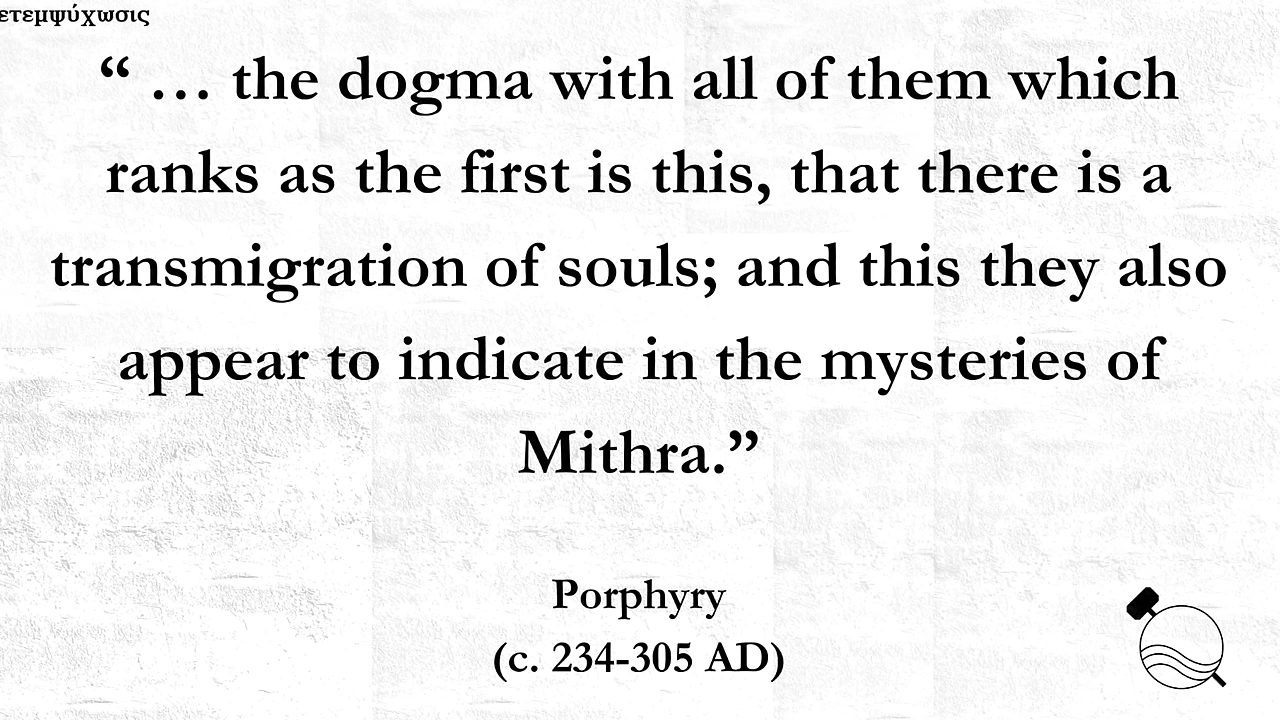 ετεμψύχωσις
“ … the dogma with all of them which
ranks as the first is this, that there is a
transmigration of souls; and this they also
appear to indicate in the mysteries of
Mithra.”
Porphyry
(c. 234-305 AD)